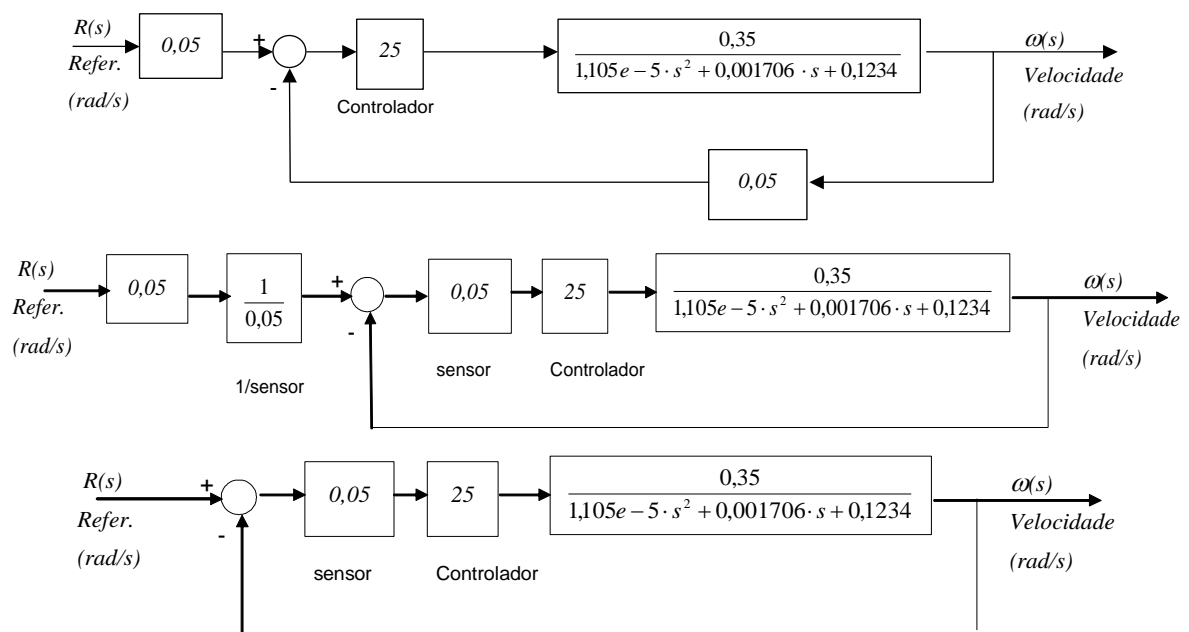 R(s)
Refer.
(rad/s)
0,05
+
-
25
Controlador
0,35
1,105e − 5 · s² + 0,001706 · s + 0,1234
ω(s)
Velocidade
(rad/s)
0,05
R(s)
Refer.
(rad/s)
0,05
1
0,05
1/sensor
+
-
0,05
sensor
25
Controlador
0,35
1,105e − 5 · s² + 0,001706 · s + 0,1234
ω(s)
Velocidade
(rad/s)
R(s)
Refer.
(rad/s)
+
-
0,05
sensor
25
Controlador
0,35
1,105e − 5 · s² + 0,001706 · s + 0,1234
ω(s)
Velocidade
(rad/s)